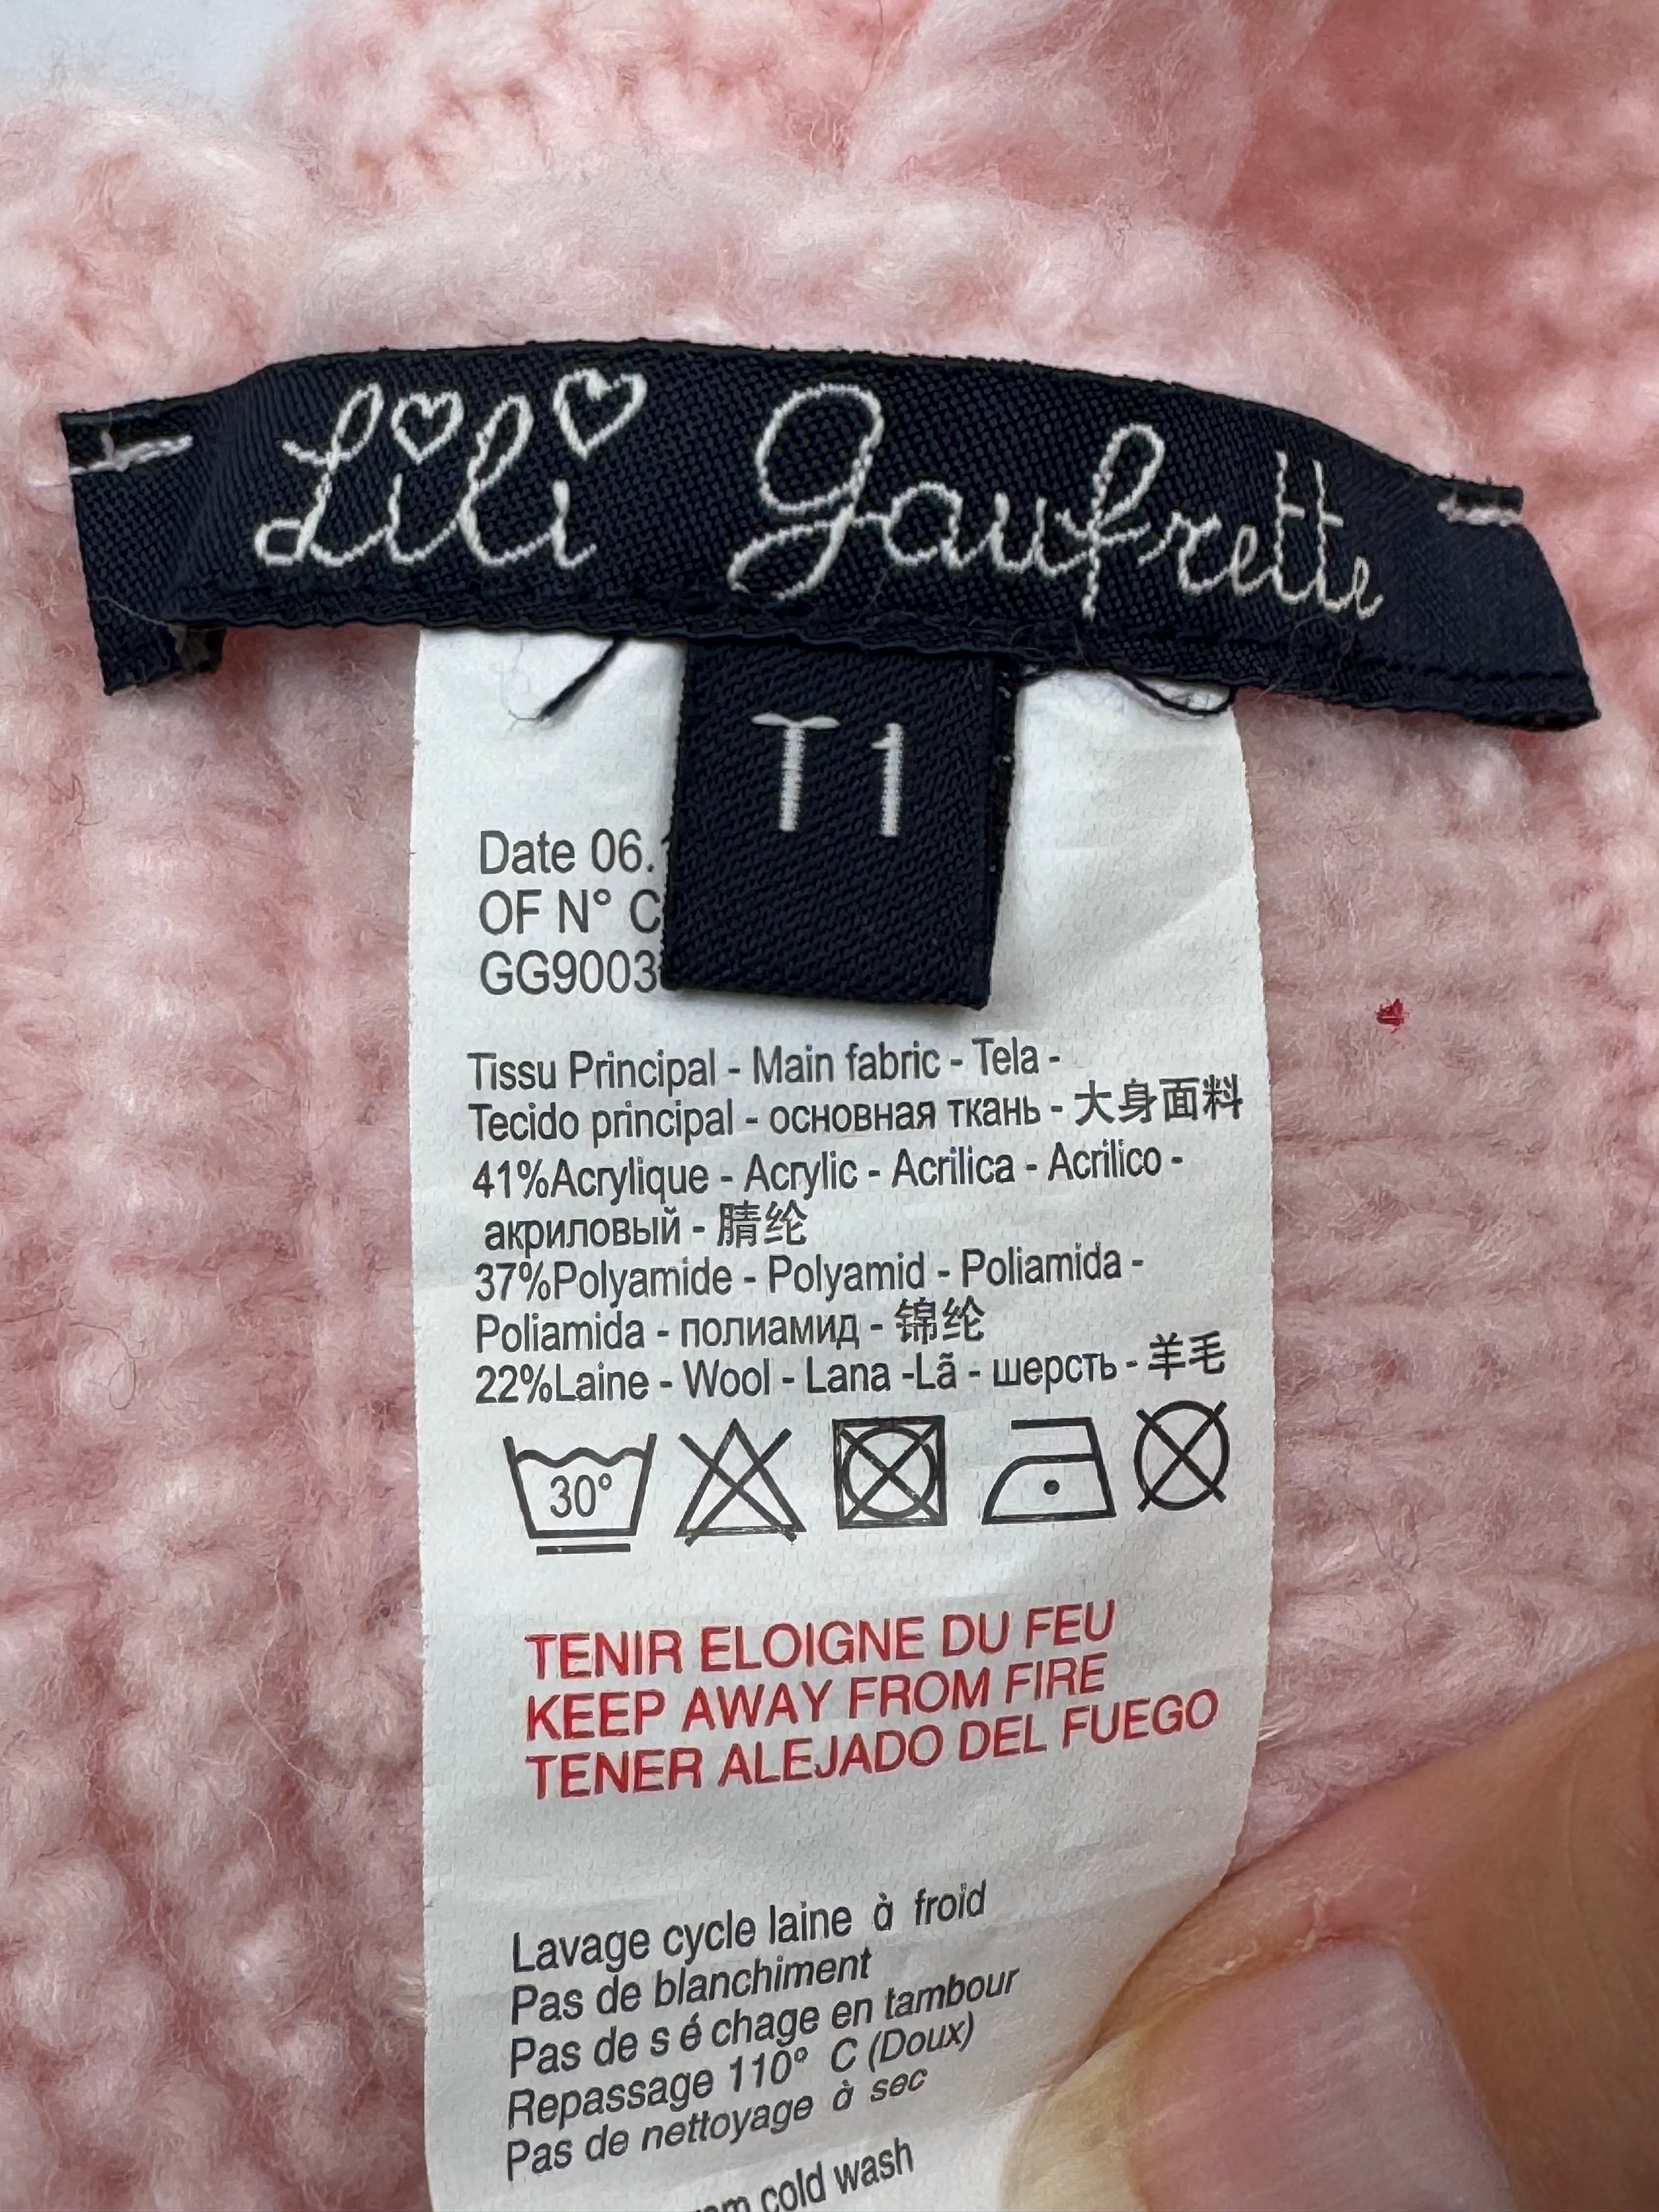 Lili Gaufrette
T1
Date 06.
OF N° C
GG9003
Tissu Principal - Main fabric - Tela -
Tecido principal - основная ткань - 大身面料
41%Acrylique - Acrylic - Acrilica - Acrilico -
акриловый - 腈纶
37%Polyamide - Polyamid - Poliamida -
Poliamida - полиамид - 锦纶
22%Laine - Wool - Lana -Lã - шерсть - 羊毛
30°
TENIR ELOIGNE DU FEU
KEEP AWAY FROM FIRE
TENER ALEJADO DEL FUEGO
Lavage cycle laine à froid
Pas de blanchiment
Pas de s é chage en tambour
Repassage 110° C (Doux)
Pas de nettoyage à sec
cold wash